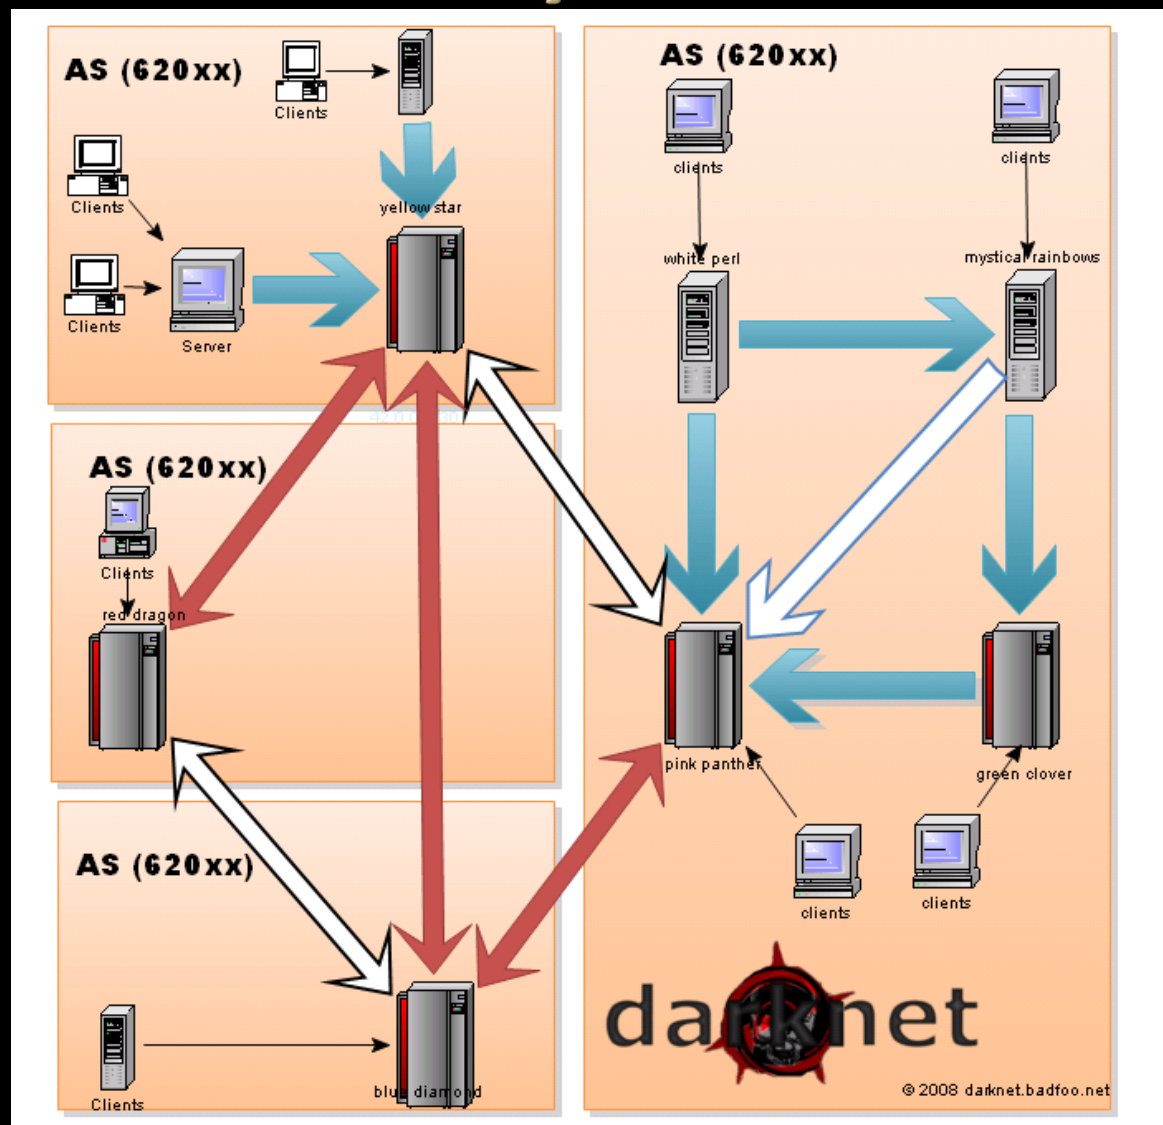 AS (620xx)
Clients
Clients
yellow star
Clients
Server
AS (620xx)
clients
clients
white perl
mystical rainbows
AS (620xx)
Clients
red dragon
pink panther
green clover
clients
clients
AS (620xx)
Clients
blue diamond
darknet
© 2008 darknet.badfoo.net